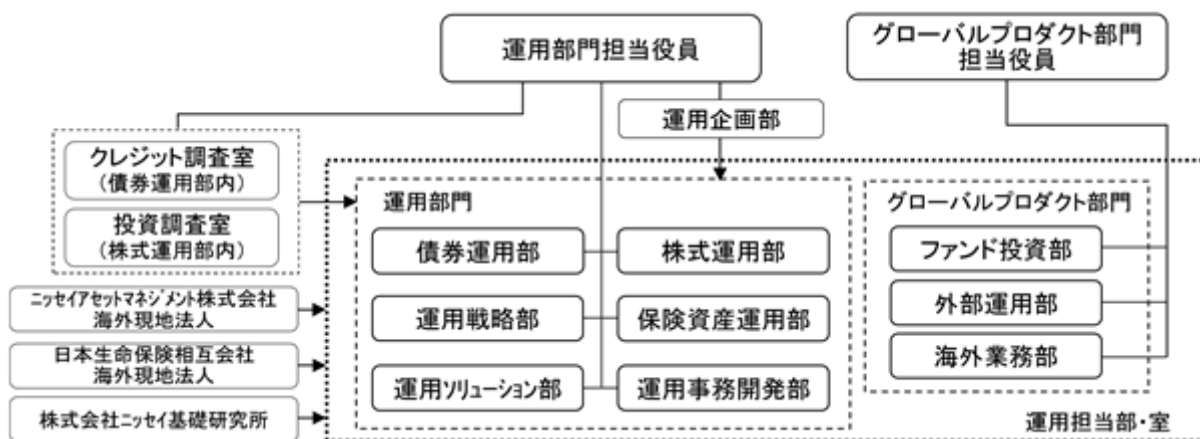 運用部門担当役員
グローバルプロダクト部門
担当役員
運用企画部
クレジット調査室
(債券運用部内)
投資調査室
(株式運用部内)
ニッセイアセットマネジメント株式会社
海外現地法人
日本生命保険相互会社
海外現地法人
株式会社ニッセイ基礎研究所
運用部門
債券運用部
株式運用部
運用戦略部
保険資産運用部
運用ソリューション部
運用事務開発部
グローバルプロダクト部門
ファンド投資部
外部運用部
海外業務部
運用担当部・室